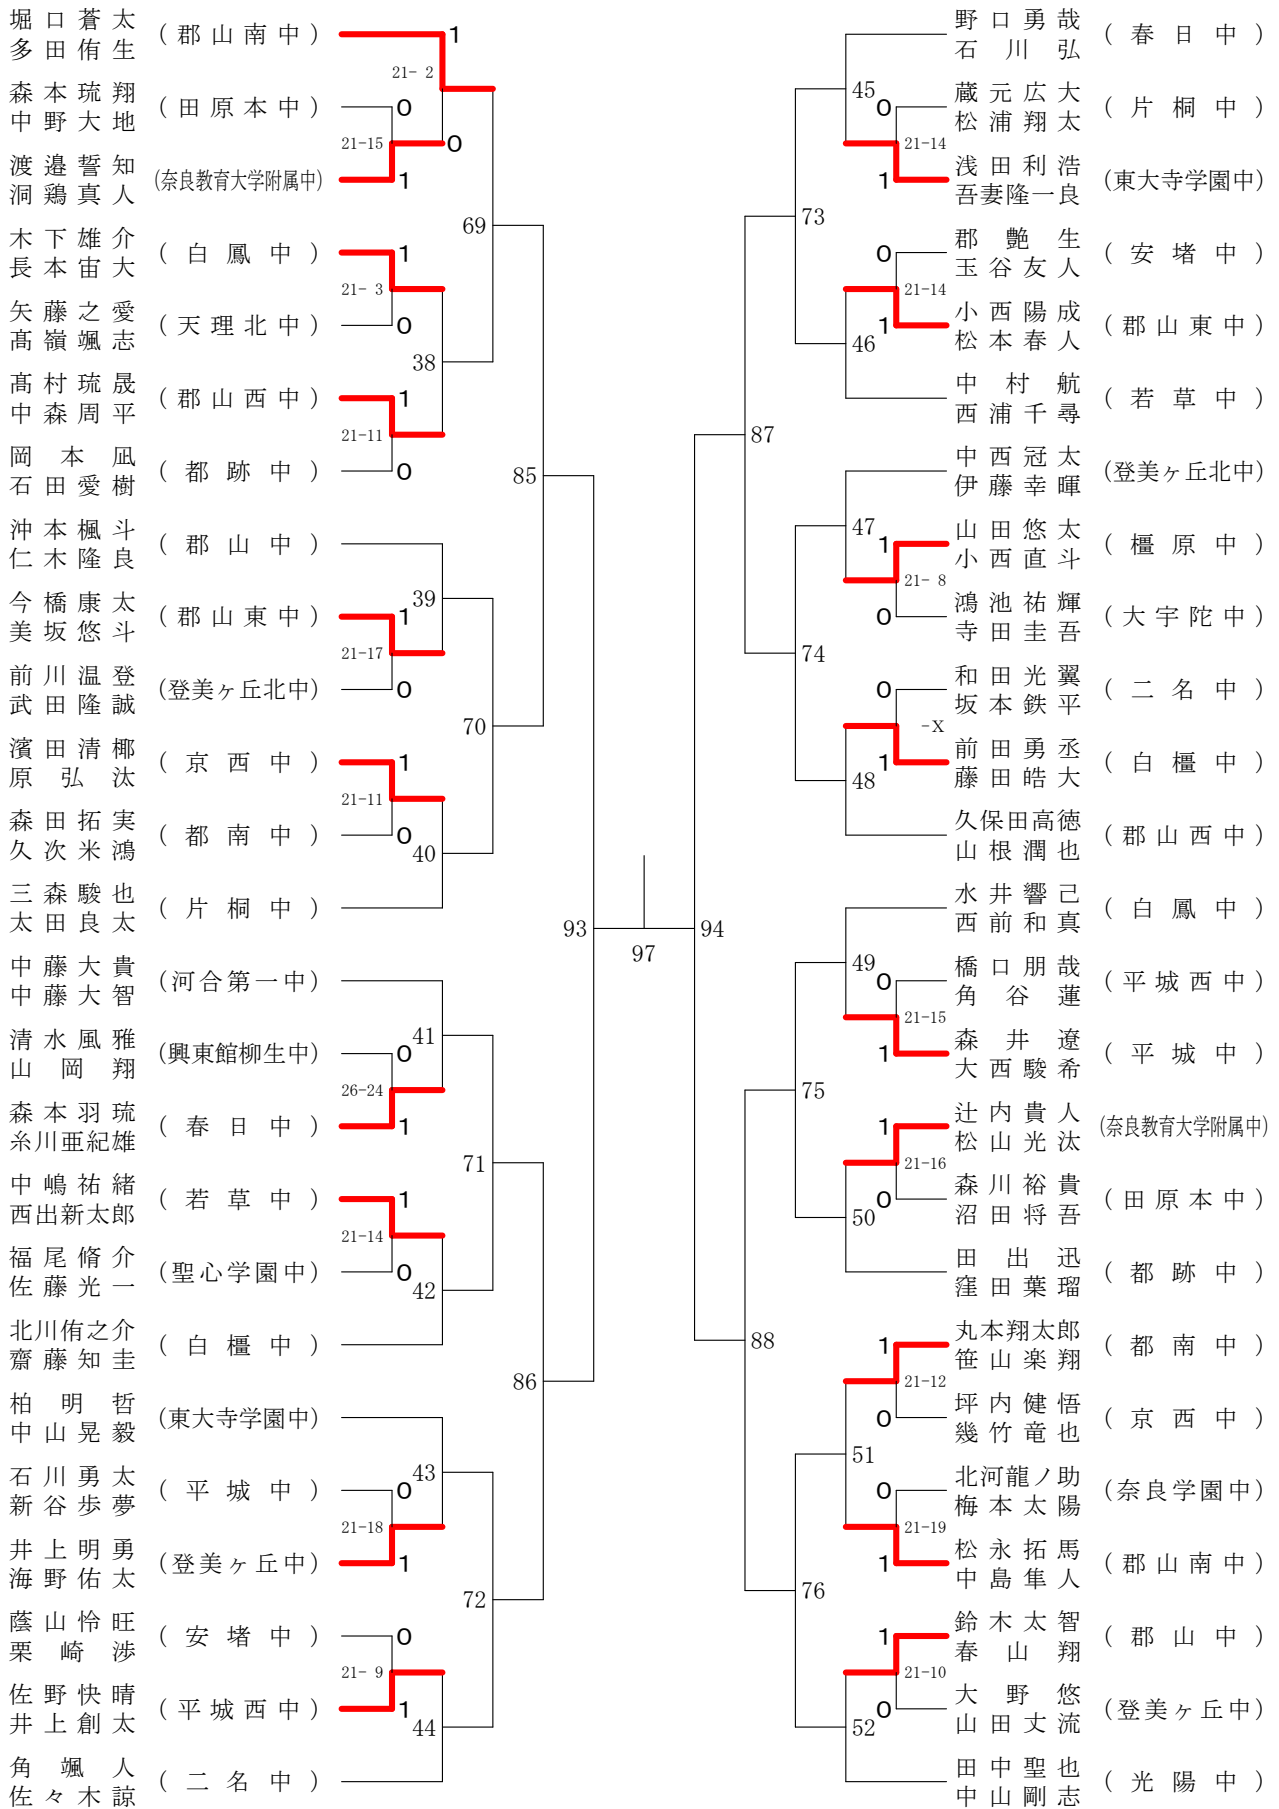 堀口蒼太
多田侑生
(郡山南中)
1
21- 2
森本琉翔
中野大地
(田原本中)
0
21-15
0
渡邉誓知
洞鶏真人
(奈良教育大学附属中)
1
69
木下雄介
長本宙大
(白鳳中)
1
21- 3
矢藤之愛
髙嶺颯志
(天理北中)
0
38
髙村琉晟
中森周平
(郡山西中)
1
21-11
岡本凪
石田愛樹
(都跡中)
0
85
沖本楓斗
仁木隆良
(郡山中)
39
今橋康太
美坂悠斗
(郡山東中)
1
21-17
前川温登
武田隆誠
(登美ヶ丘北中)
0
70
濱田清椰
原弘汰
(京西中)
1
21-11
森田拓実
久次米鴻
(都南中)
0
40
三森駿也
太田良太
(片桐中)
93
97
94
中藤大貴
中藤大智
(河合第一中)
41
清水風雅
山岡翔
(興東館柳生中)
0
26-24
森本羽琉
糸川亜紀雄
(春日中)
1
71
中嶋祐緒
西出新太郎
(若草中)
1
21-14
福尾脩介
佐藤光一
(聖心学園中)
0
42
北川侑之介
齋藤知圭
(白橿中)
86
柏明哲
中山晃毅
(東大寺学園中)
43
石川勇太
新谷歩夢
(平城中)
0
21-18
井上明勇
海野佑太
(登美ヶ丘中)
1
72
蔭山怜旺
栗崎渉
(安堵中)
0
21- 9
佐野快晴
井上創太
(平城西中)
1
44
角颯人
佐々木諒
(二名中)
野口勇哉
石川弘
(春日中)
45
蔵元広大
松浦翔太
(片桐中)
0
21-14
浅田利浩
吾妻隆一良
(東大寺学園中)
1
73
郡艶生
玉谷友人
(安堵中)
0
21-14
小西陽成
松本春人
(郡山東中)
1
46
中村航
西浦千尋
(若草中)
87
中西冠太
伊藤幸暉
(登美ヶ丘北中)
47
山田悠太
小西直斗
(橿原中)
1
21- 8
鴻池祐輝
寺田圭吾
(大宇陀中)
0
74
和田光翼
坂本鉄平
(二名中)
0
-X
前田勇丞
藤田皓大
(白橿中)
1
48
久保田高徳
山根潤也
(郡山西中)
水井響己
西前和真
(白鳳中)
49
橋口朋哉
角谷蓮
(平城西中)
0
21-15
森井遼
大西駿希
(平城中)
1
75
辻内貴人
松山光汰
(奈良教育大学附属中)
1
21-16
森川裕貴
沼田将吾
(田原本中)
0
50
田出迅
窪田葉瑠
(都跡中)
88
丸本翔太郎
笹山楽翔
(都南中)
1
21-12
坪内健悟
幾竹竜也
(京西中)
0
51
北河龍ノ助
梅本太陽
(奈良学園中)
0
21-19
松永拓馬
中島隼人
(郡山南中)
1
76
鈴木太智
春山翔
(郡山中)
1
21-10
大野悠
山田丈流
(登美ヶ丘中)
0
52
田中聖也
中山剛志
(光陽中)